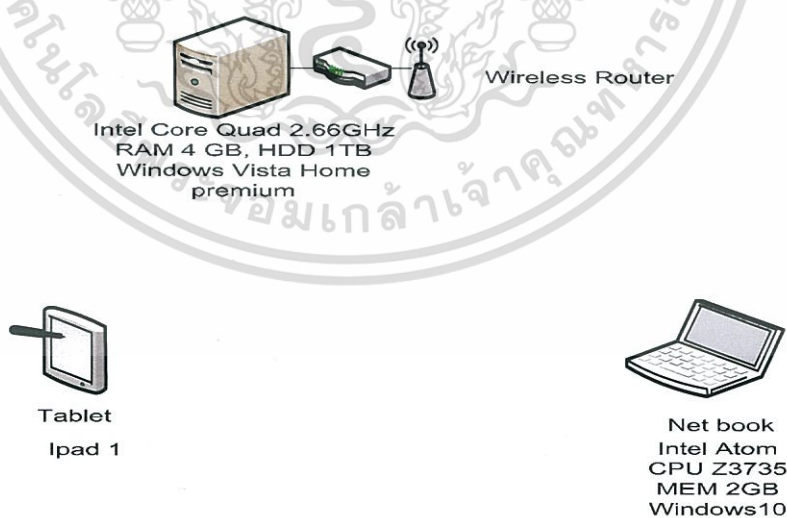 Wireless Router
Intel Core Quad 2.66GHz
RAM 4 GB, HDD 1TB
Windows Vista Home
premium
Tablet
Ipad 1
Net book
Intel Atom
CPU Z3735
MEM 2GB
Windows10